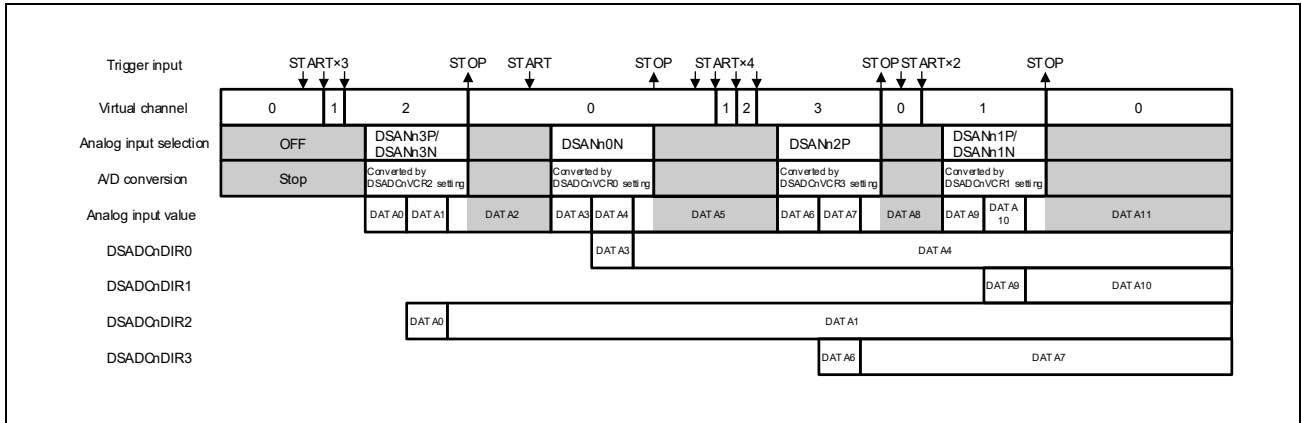 Trigger input START×3 STOP START STOP START×4 STOP START×2 STOP
Virtual channel 0 1 2 0 1 2 3 0 1 0
Analog input selection OFF DSANn3P/ DSANn3N DSANn0N DSANn2P DSANn1P/ DSANn1N
A/D conversion Stop Converted by DSADCnVCR2 setting Converted by DSADCnVCR0 setting Converted by DSADCnVCR3 setting Converted by DSADCnVCR1 setting
Analog input value DATA0 DATA1 DATA2 DATA3 DATA4 DATA5 DATA6 DATA7 DATA8 DATA9 DATA 10 DATA11
DSADCnDIR0 DATA3 DATA4
DSADCnDIR1 DATA9 DATA10
DSADCnDIR2 DATA0 DATA1
DSADCnDIR3 DATA6 DATA7